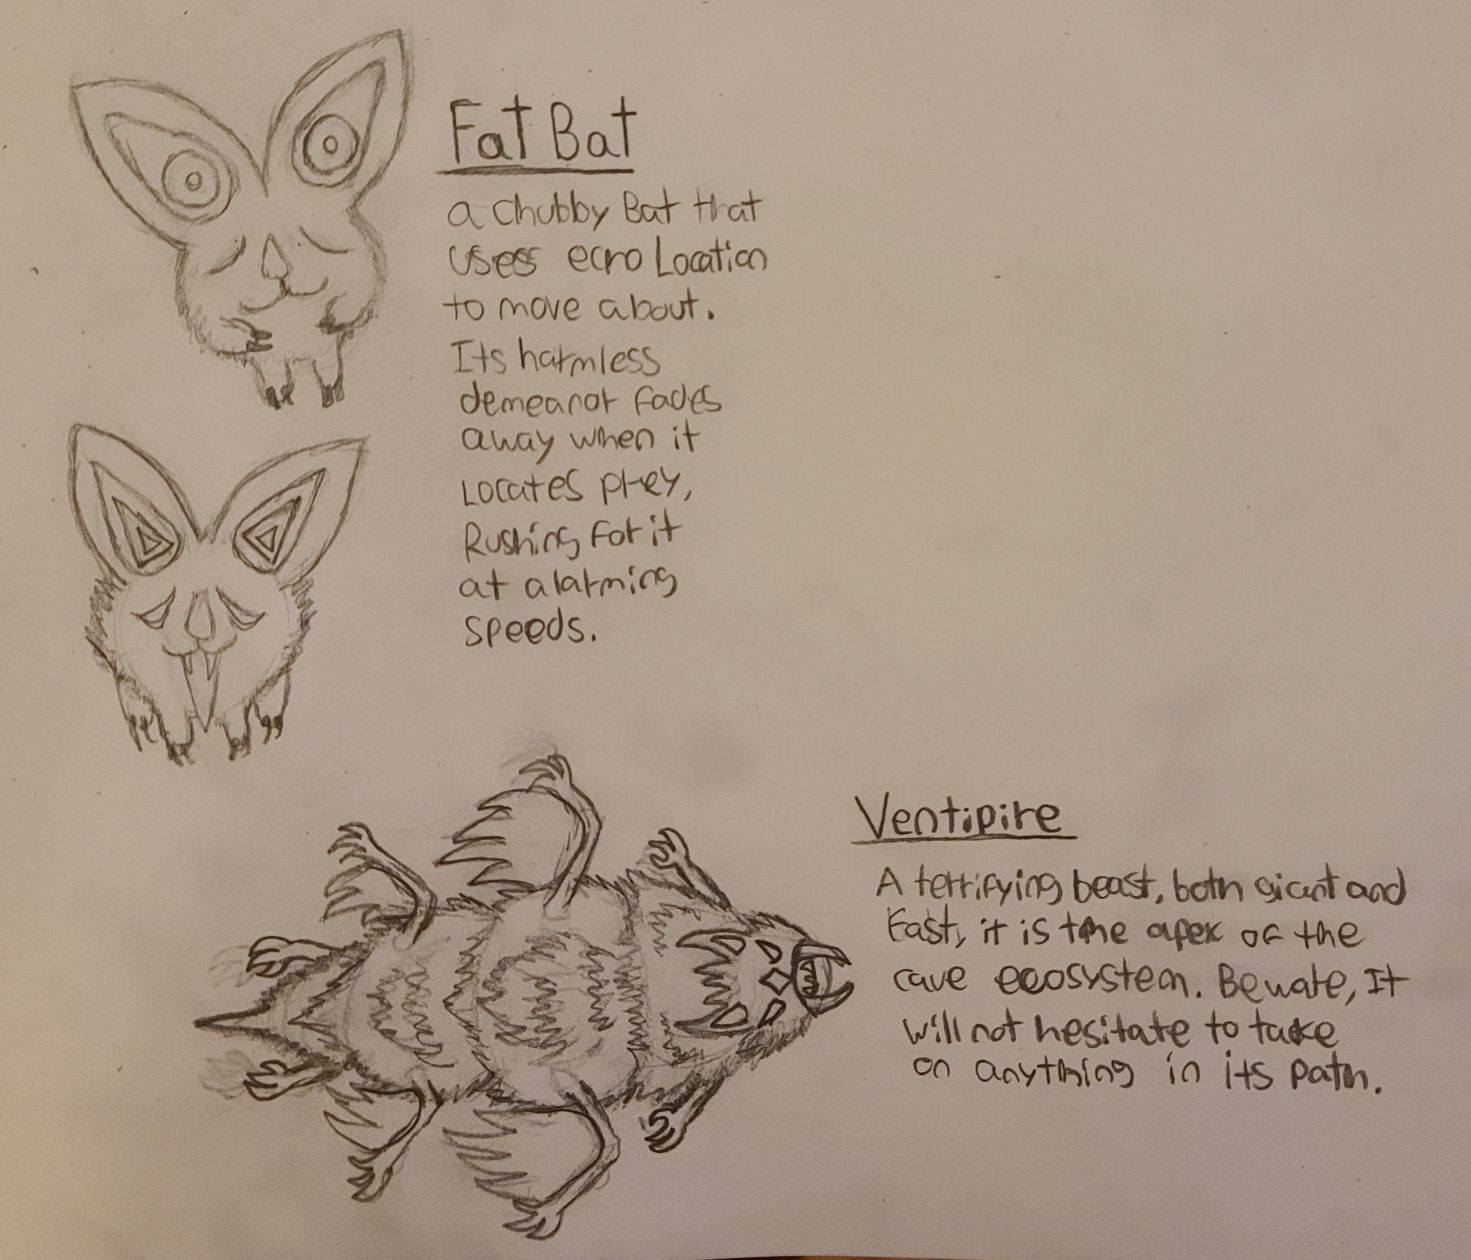 Fat Bat
a chubby Bat that
uses ecro Location
to move about.
Its harmless
demeanor fades
away when it
Locates prey,
Rushing for it
at alarming
speeds.
Ventipire
A terrifying beast, both giant and
fast, it is the apex of the
cave ecosystem. Beware, It
will not hesitate to take
on anything in its path.